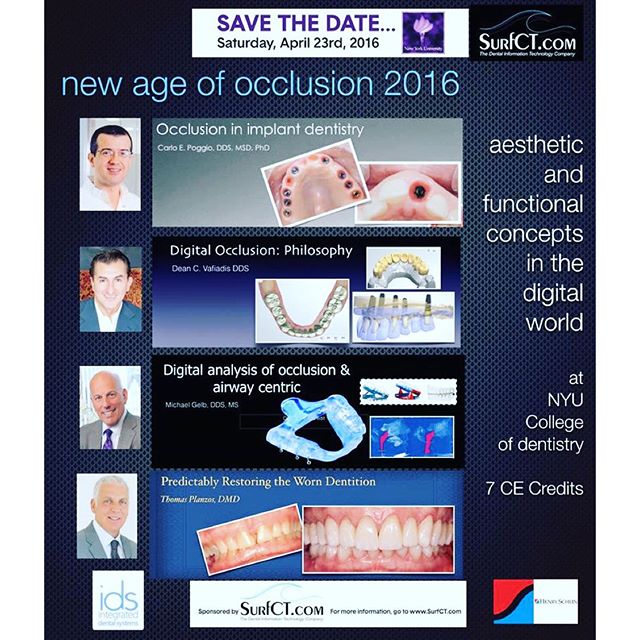 SAVE THE DATE...
Saturday, April 23rd, 2016
New York University
SURFCT.COM
The Dental Information Technology Company
new age of occlusion 2016
Occlusion in implant dentistry
Carlo E. Poggio, DDS, MSD, PhD
Digital Occlusion: Philosophy
Dean C. Vafiadis DDS
Digital analysis of occlusion &
airway centric
Michael Gelb, DDS, MS
Predictably Restoring the Worn Dentition
Thomas Planzos, DMD
aesthetic
and
functional
concepts
in the
digital
world
at
NYU
College
of dentistry
7 CE Credits
ids
integrated
dental systems
Sponsored by SURFCT.COM For more information, go to www.SurfCT.com
The Dental Information Technology Company
HENRY SCHEIN